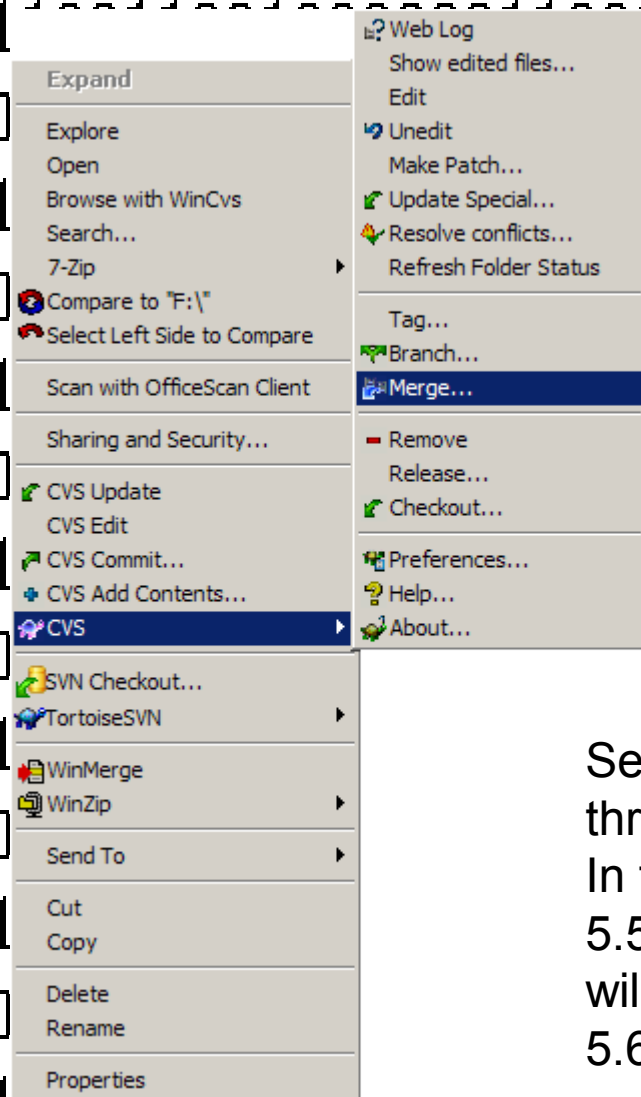 Expand
Explore
Open
Browse with WinCvs
Search...
7-Zip
Compare to "F:\"
Select Left Side to Compare
Scan with OfficeScan Client
Sharing and Security...
CVS Update
CVS Edit
CVS Commit...
CVS Add Contents...
CVS
SVN Checkout...
TortoiseSVN
WinMerge
WinZip
Send To
Cut
Copy
Delete
Rename
Properties
Web Log
Show edited files...
Edit
Unedit
Make Patch...
Update Special...
Resolve conflicts...
Refresh Folder Status
Tag...
Branch...
Merge...
Remove
Release...
Checkout...
Preferences...
Help...
About...
In